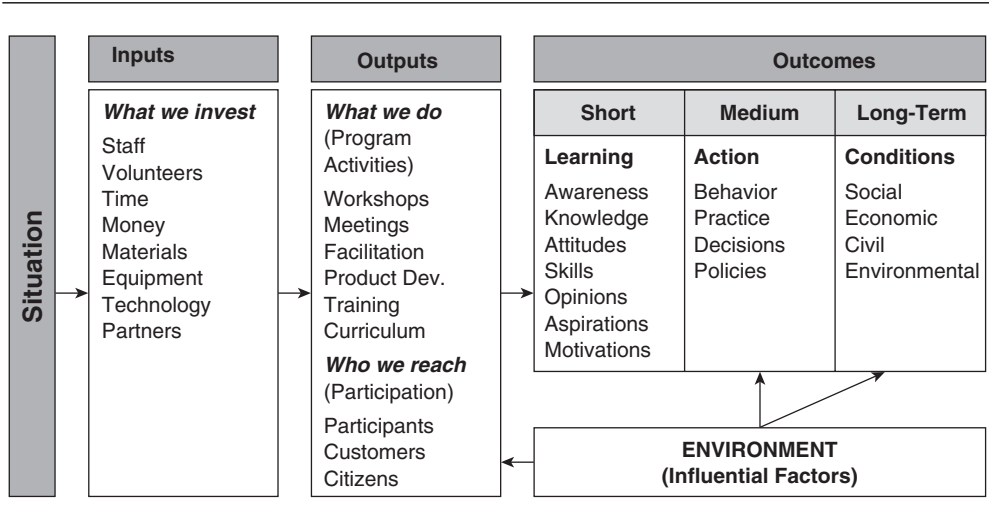 Situation
Inputs
What we invest
Staff
Volunteers
Time
Money
Materials
Equipment
Technology
Partners
Outputs
What we do
(Program
Activities)
Workshops
Meetings
Facilitation
Product Dev.
Training
Curriculum
Who we reach
(Participation)
Participants
Customers
Citizens
Outcomes
Short
Learning
Awareness
Knowledge
Attitudes
Skills
Opinions
Aspirations
Motivations
Medium
Action
Behavior
Practice
Decisions
Policies
Long-Term
Conditions
Social
Economic
Civil
Environmental
ENVIRONMENT
(Influential Factors)